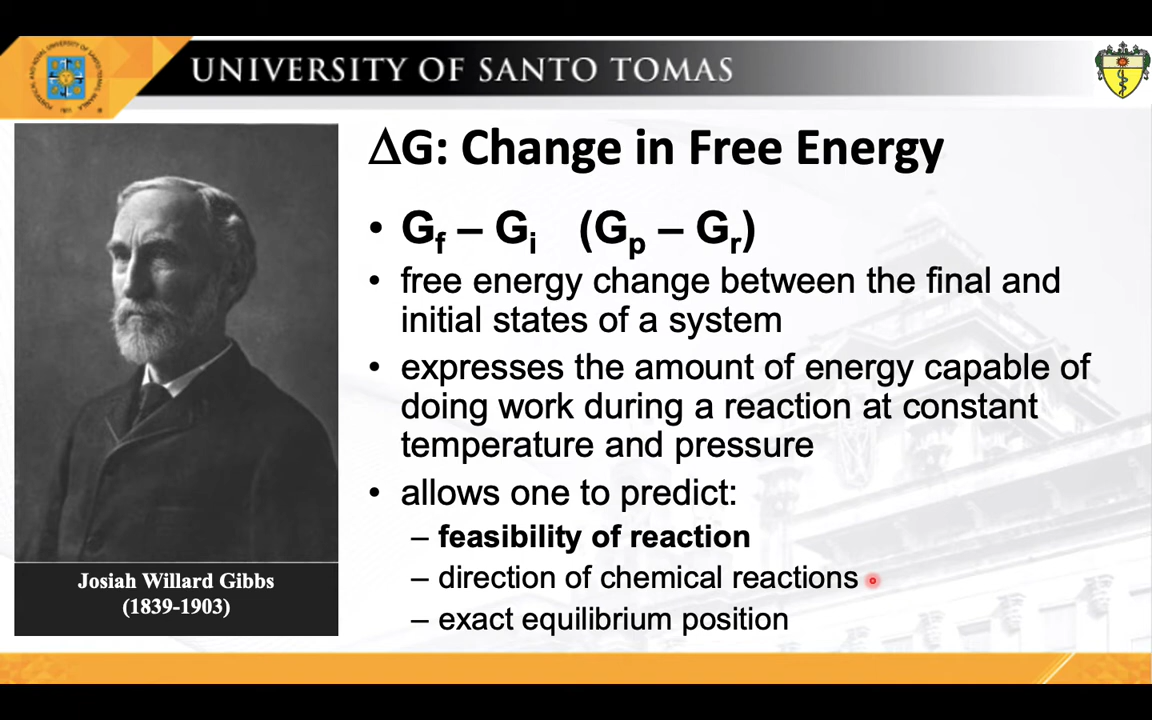 UNIVERSITY OF SANTO TOMAS
ΔG: Change in Free Energy
• Gf – Gi (Gp – Gr)
• free energy change between the final and
initial states of a system
• expresses the amount of energy capable of
doing work during a reaction at constant
temperature and pressure
• allows one to predict:
– feasibility of reaction
– direction of chemical reactions
– exact equilibrium position
Josiah Willard Gibbs
(1839-1903)